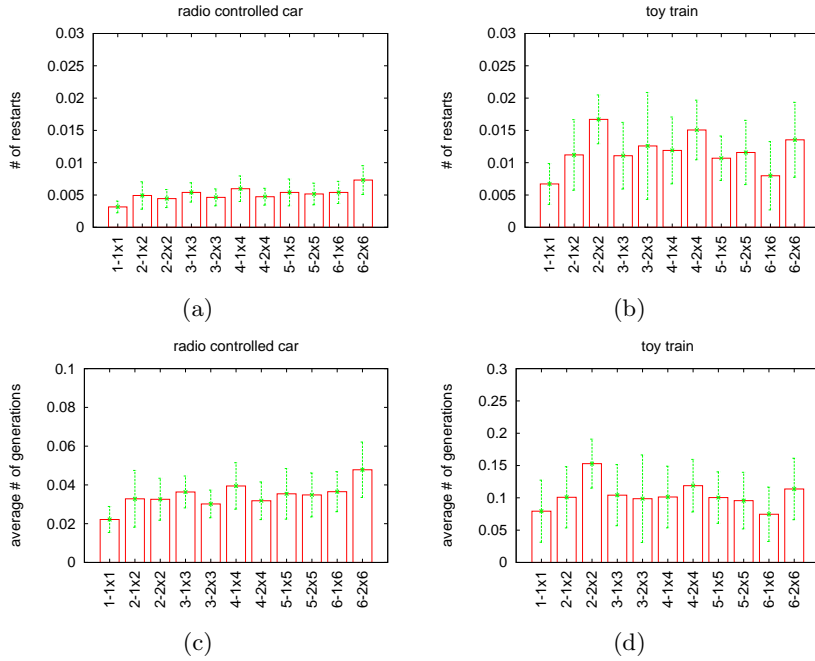 radio controlled car
# of restarts
0.03
0.025
0.02
0.015
0.01
0.005
0
1-1x1
2-1x2
2-2x2
3-1x3
3-2x3
4-1x4
4-2x4
5-1x5
5-2x5
6-1x6
6-2x6
(a)
toy train
# of restarts
0.03
0.025
0.02
0.015
0.01
0.005
0
1-1x1
2-1x2
2-2x2
3-1x3
3-2x3
4-1x4
4-2x4
5-1x5
5-2x5
6-1x6
6-2x6
(b)
radio controlled car
average # of generations
0.1
0.08
0.06
0.04
0.02
0
1-1x1
2-1x2
2-2x2
3-1x3
3-2x3
4-1x4
4-2x4
5-1x5
5-2x5
6-1x6
6-2x6
(c)
toy train
average # of generations
0.3
0.25
0.2
0.15
0.1
0.05
0
1-1x1
2-1x2
2-2x2
3-1x3
3-2x3
4-1x4
4-2x4
5-1x5
5-2x5
6-1x6
6-2x6
(d)